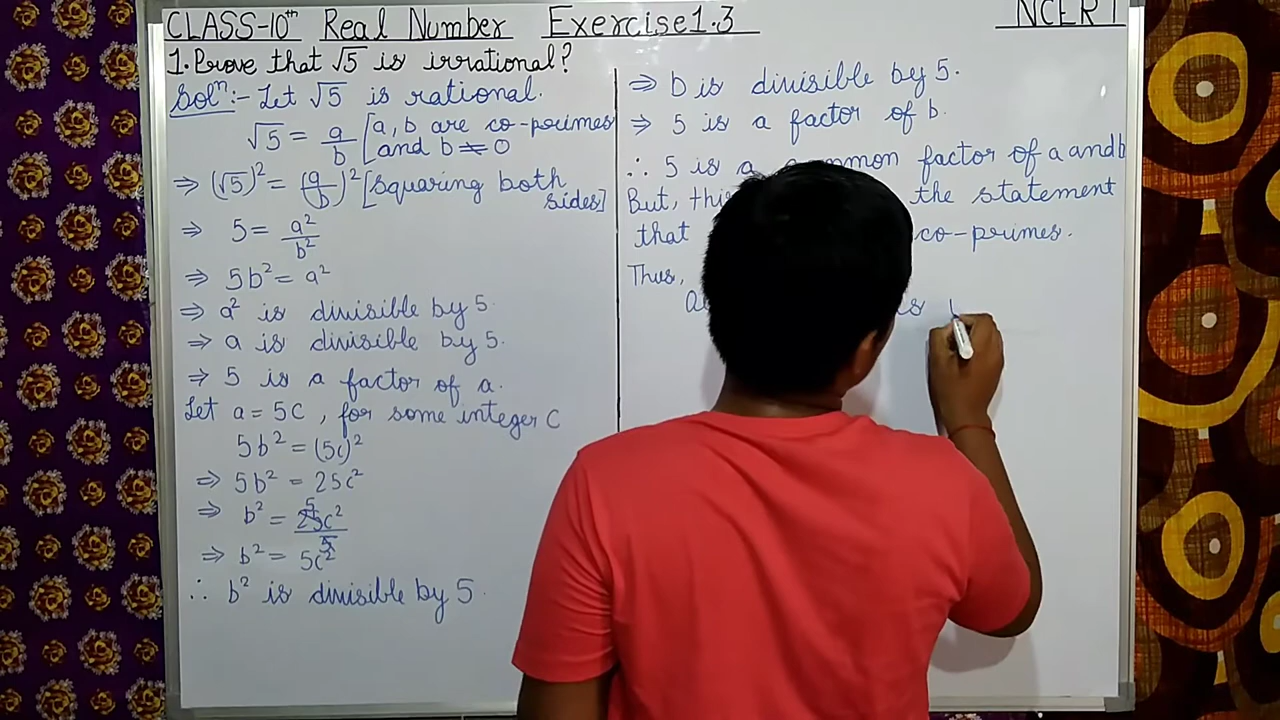 CLASS-10th Real Number Exercise 1.3 NCERT
1. Prove that √5 is irrational?
Solⁿ:- Let √5 is rational.
√5 = a/b [a, b are co-primes
and b ≠ 0
⇒ (√5)² = (a/b)² [squaring both
sides]
⇒ 5 = a²/b²
⇒ 5b² = a²
⇒ a² is divisible by 5.
⇒ a is divisible by 5.
⇒ 5 is a factor of a.
Let a = 5c, for some integer c
5b² = (5c)²
⇒ 5b² = 25c²
⇒ b² = 25c²/5
⇒ b² = 5c²
∴ b² is divisible by 5.
⇒ b is divisible by 5.
⇒ 5 is a factor of b.
∴ 5 is a common factor of a and b
But, the statement
that co-primes.
Thus,
is